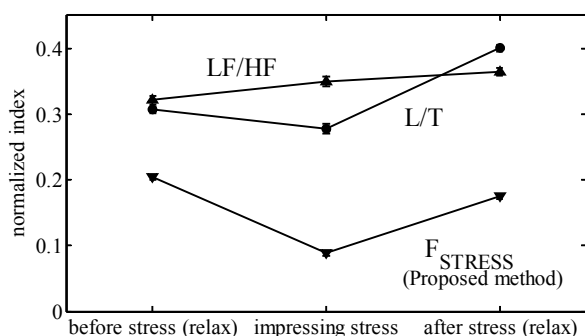 0.4
LF/HF
0.3
L/T
normalized index
0.2
0.1
F_STRESS
(Proposed method)
0
before stress (relax) impressing stress after stress (relax)